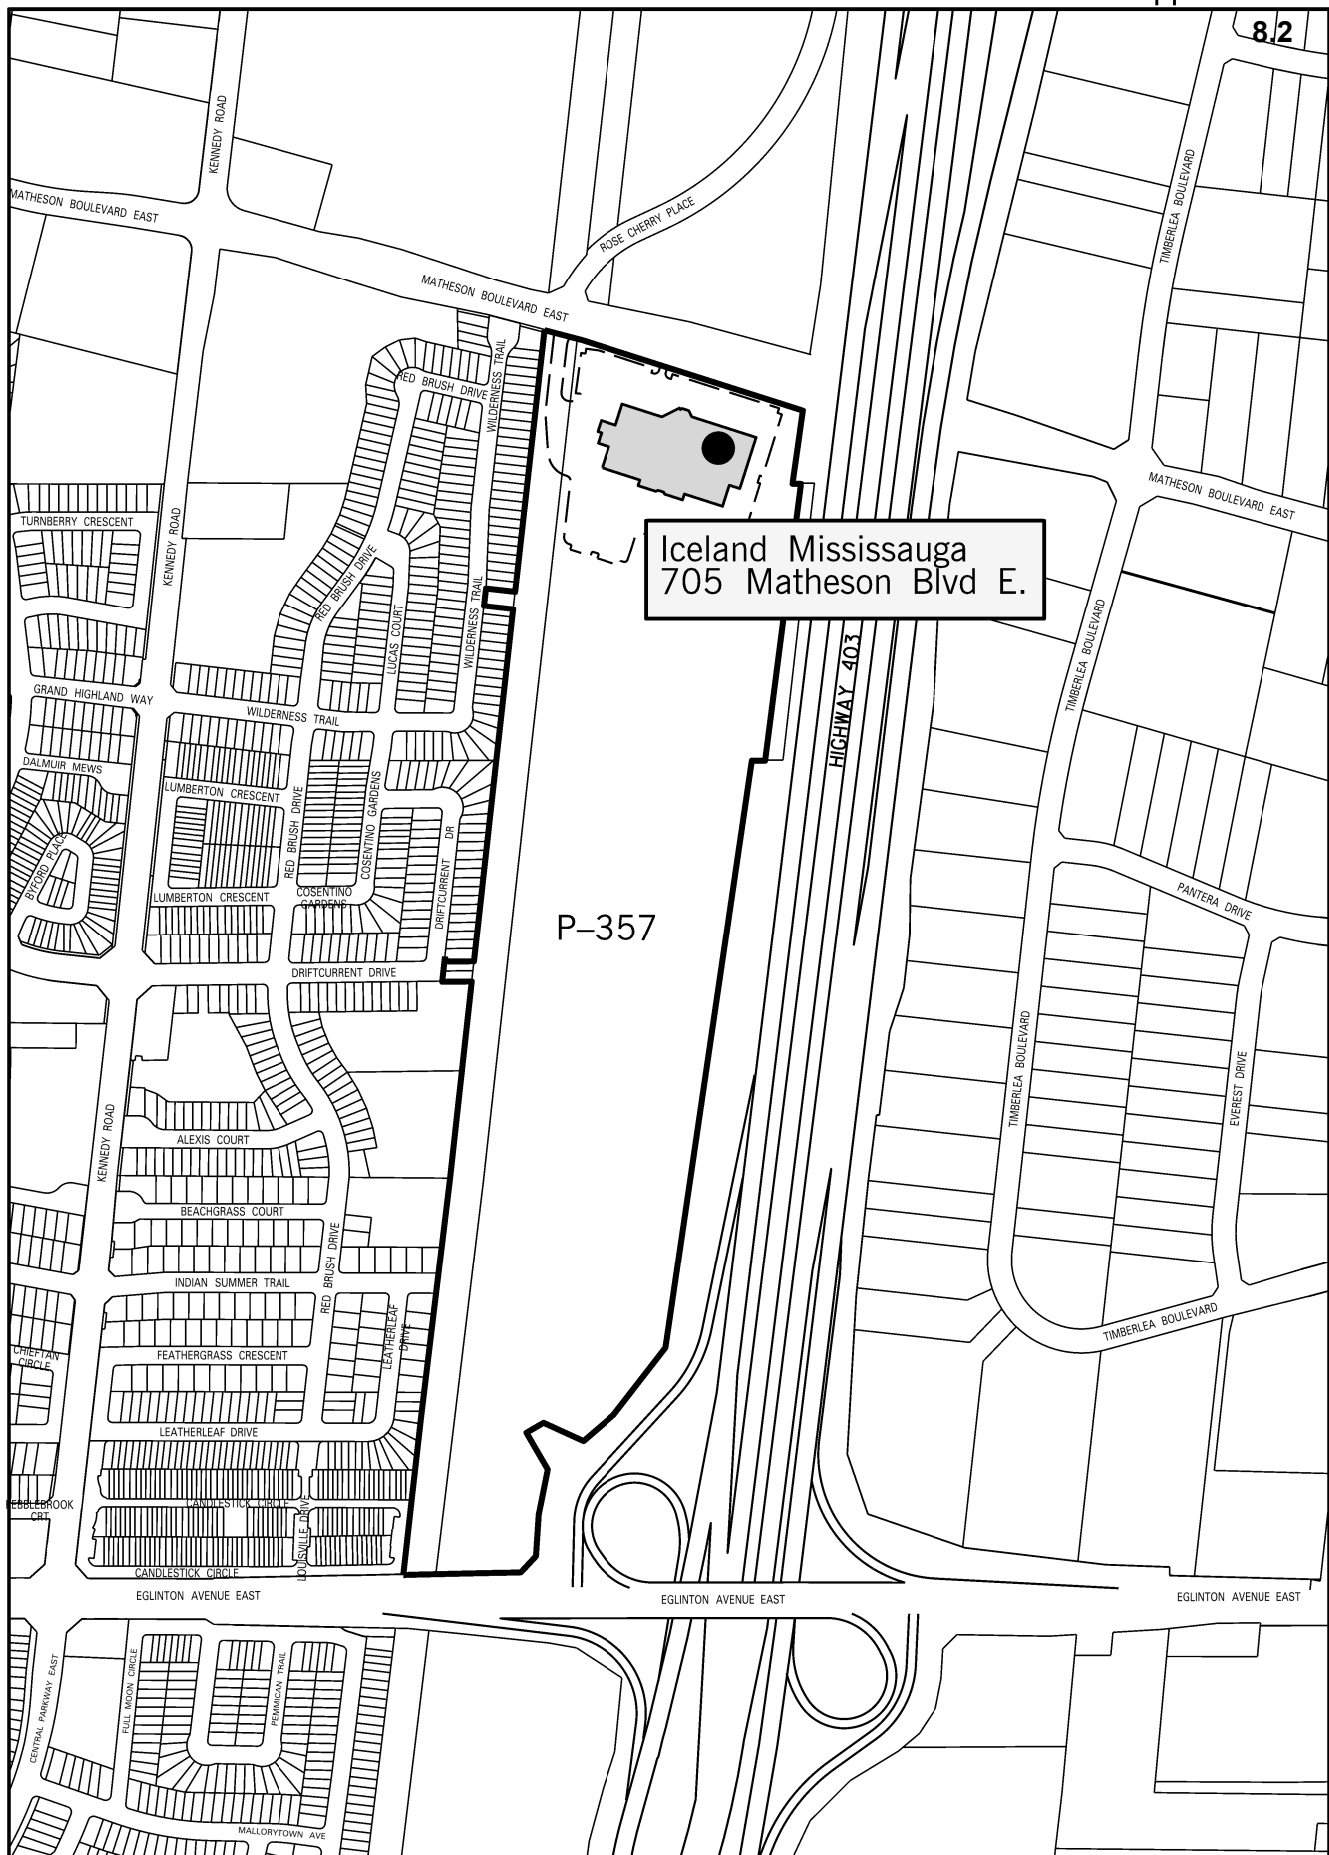 8.2
KENNEDY ROAD
MATHESON BOULEVARD EAST
ROSE CHERRY PLACE
TIMBERLEA BOULEVARD
MATHESON BOULEVARD EAST
WILDERNESS TRAIL
RED BRUSH DRIVE
MATHESON BOULEVARD EAST
TURNBERRY CRESCENT
KENNEDY ROAD
Iceland Mississauga
705 Matheson Blvd E.
RED BRUSH DRIVE
LUCAS COURT
WILDERNESS TRAIL
TIMBERLEA BOULEVARD
HIGHWAY 403
GRAND HIGHLAND WAY
WILDERNESS TRAIL
DALMUIR MEWS
LUMBERTON CRESCENT
RED BRUSH DRIVE
COSENTINO GARDENS
DRIFTCURRENT DR
BYFORD PLACE
LUMBERTON CRESCENT
COSENTINO
GARDENS
PANTERA DRIVE
P-357
DRIFTCURRENT DRIVE
TIMBERLEA BOULEVARD
EVEREST DRIVE
KENNEDY ROAD
ALEXIS COURT
BEACHGRASS COURT
RED BRUSH DRIVE
INDIAN SUMMER TRAIL
LEATHERLEAF
DRIVE
TIMBERLEA BOULEVARD
CHIEFTAN
CIRCLE
FEATHERGRASS CRESCENT
LEATHERLEAF DRIVE
CANDLESTICK CIRCLE
PEBBLEBROOK
CRT
LOUISVILLE DRIVE
CANDLESTICK CIRCLE
EGLINTON AVENUE EAST
EGLINTON AVENUE EAST
EGLINTON AVENUE EAST
CENTRAL PARKWAY EAST
FULL MOON CIRCLE
PEMMICAN TRAIL
MALLORYTOWN AVE